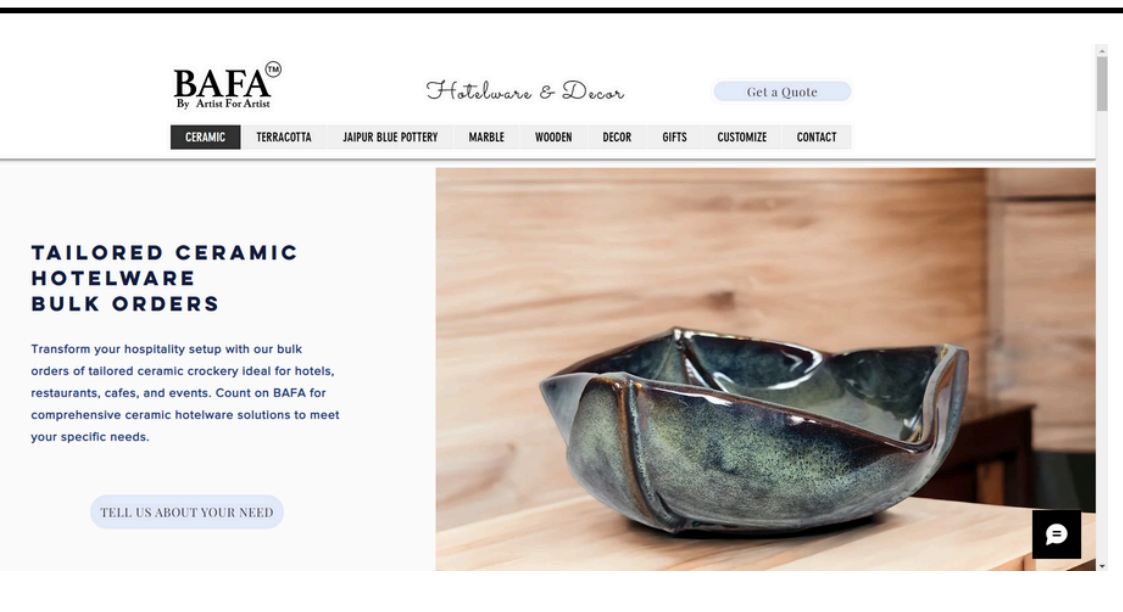 BAFA™
By Artist For Artist
Hotelware & Decor
Get a Quote
CERAMIC TERRACOTTA JAIPUR BLUE POTTERY MARBLE WOODEN DECOR GIFTS CUSTOMIZE CONTACT
TAILORED CERAMIC
HOTELWARE
BULK ORDERS
Transform your hospitality setup with our bulk
orders of tailored ceramic crockery ideal for hotels,
restaurants, cafes, and events. Count on BAFA for
comprehensive ceramic hotelware solutions to meet
your specific needs.
TELL US ABOUT YOUR NEED